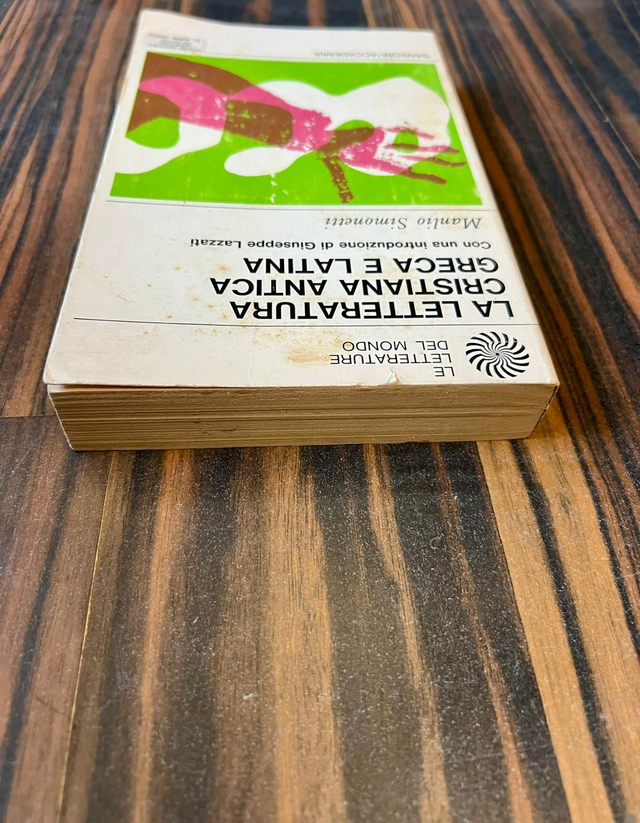 LE
LETTERATURE
DEL MONDO
LA LETTERATURA
CRISTIANA ANTICA
GRECA E LATINA
Con una introduzione di Giuseppe Lazzati
Manlio Simonetti
SANSONI/ACCADEMIA